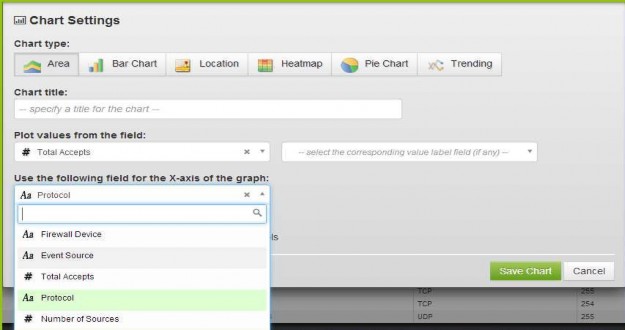 Chart Settings
Chart type:
Area Bar Chart Location Heatmap Pie Chart Trending
Chart title:
-- specify a title for the chart --
Plot values from the field:
# Total Accepts × -- select the corresponding value label field (if any) --
Use the following field for the X-axis of the graph:
Aa Protocol ×
Aa Firewall Device
Aa Event Source
# Total Accepts
Aa Protocol
# Number of Sources
Save Chart Cancel
TCP 255
TCP 254
UDP 255